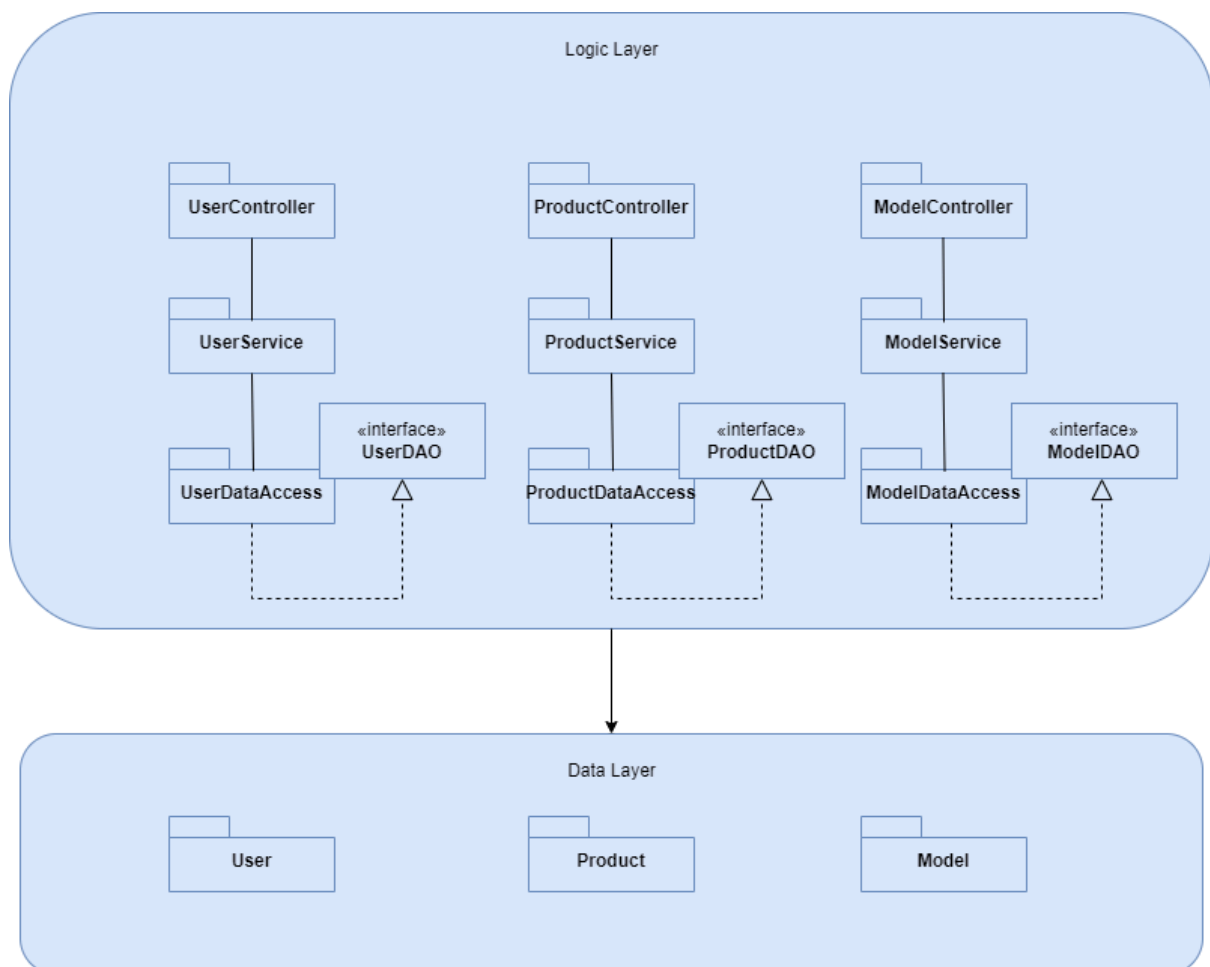 Logic Layer
UserController
ProductController
ModelController
UserService
ProductService
ModelService
«interface»
UserDAO
«interface»
ProductDAO
«interface»
ModelDAO
UserDataAccess
ProductDataAccess
ModelDataAccess
Data Layer
User
Product
Model